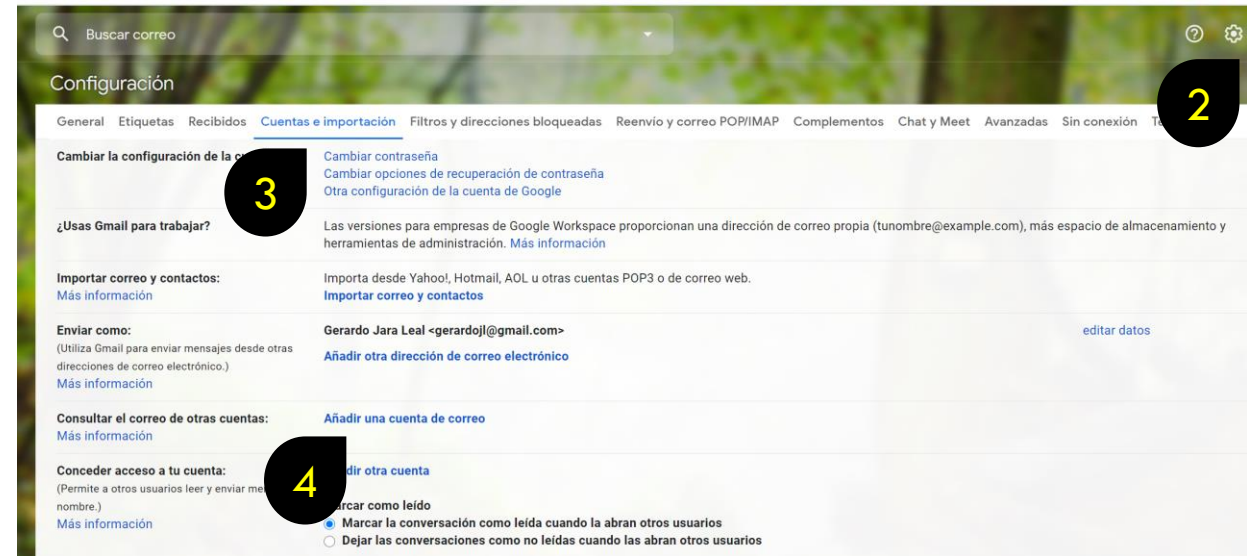 Buscar correo
2
Configuración
General Etiquetas Recibidos Cuentas e importación Filtros y direcciones bloqueadas Reenvío y correo POP/IMAP Complementos Chat y Meet Avanzadas Sin conexión
Cambiar la configuración de la
3
Cambiar contraseña
Cambiar opciones de recuperación de contraseña
Otra configuración de la cuenta de Google
¿Usas Gmail para trabajar?
Las versiones para empresas de Google Workspace proporcionan una dirección de correo propia (tunombre@example.com), más espacio de almacenamiento y
herramientas de administración. Más información
Importar correo y contactos:
Más información
Importa desde Yahoo!, Hotmail, AOL u otras cuentas POP3 o de correo web.
Importar correo y contactos
Enviar como:
(Utiliza Gmail para enviar mensajes desde otras
direcciones de correo electrónico.)
Más información
Gerardo Jara Leal <gerardojl@gmail.com>
editar datos
Añadir otra dirección de correo electrónico
Consultar el correo de otras cuentas:
Más información
Añadir una cuenta de correo
Conceder acceso a tu cuenta:
(Permite a otros usuarios leer y enviar
nombre.)
Más información
4
otra cuenta
como leído
Marcar la conversación como leída cuando la abran otros usuarios
Dejar las conversaciones como no leídas cuando las abran otros usuarios